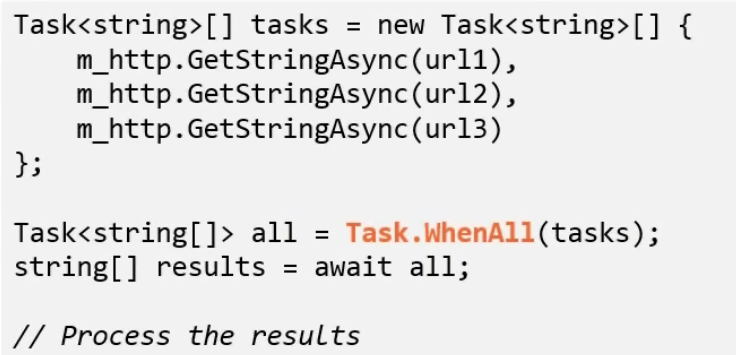 Task<string>[] tasks = new Task<string>[] {
    m_http.GetStringAsync(url1),
    m_http.GetStringAsync(url2),
    m_http.GetStringAsync(url3)
};

Task<string[]> all = Task.WhenAll(tasks);
string[] results = await all;

// Process the results